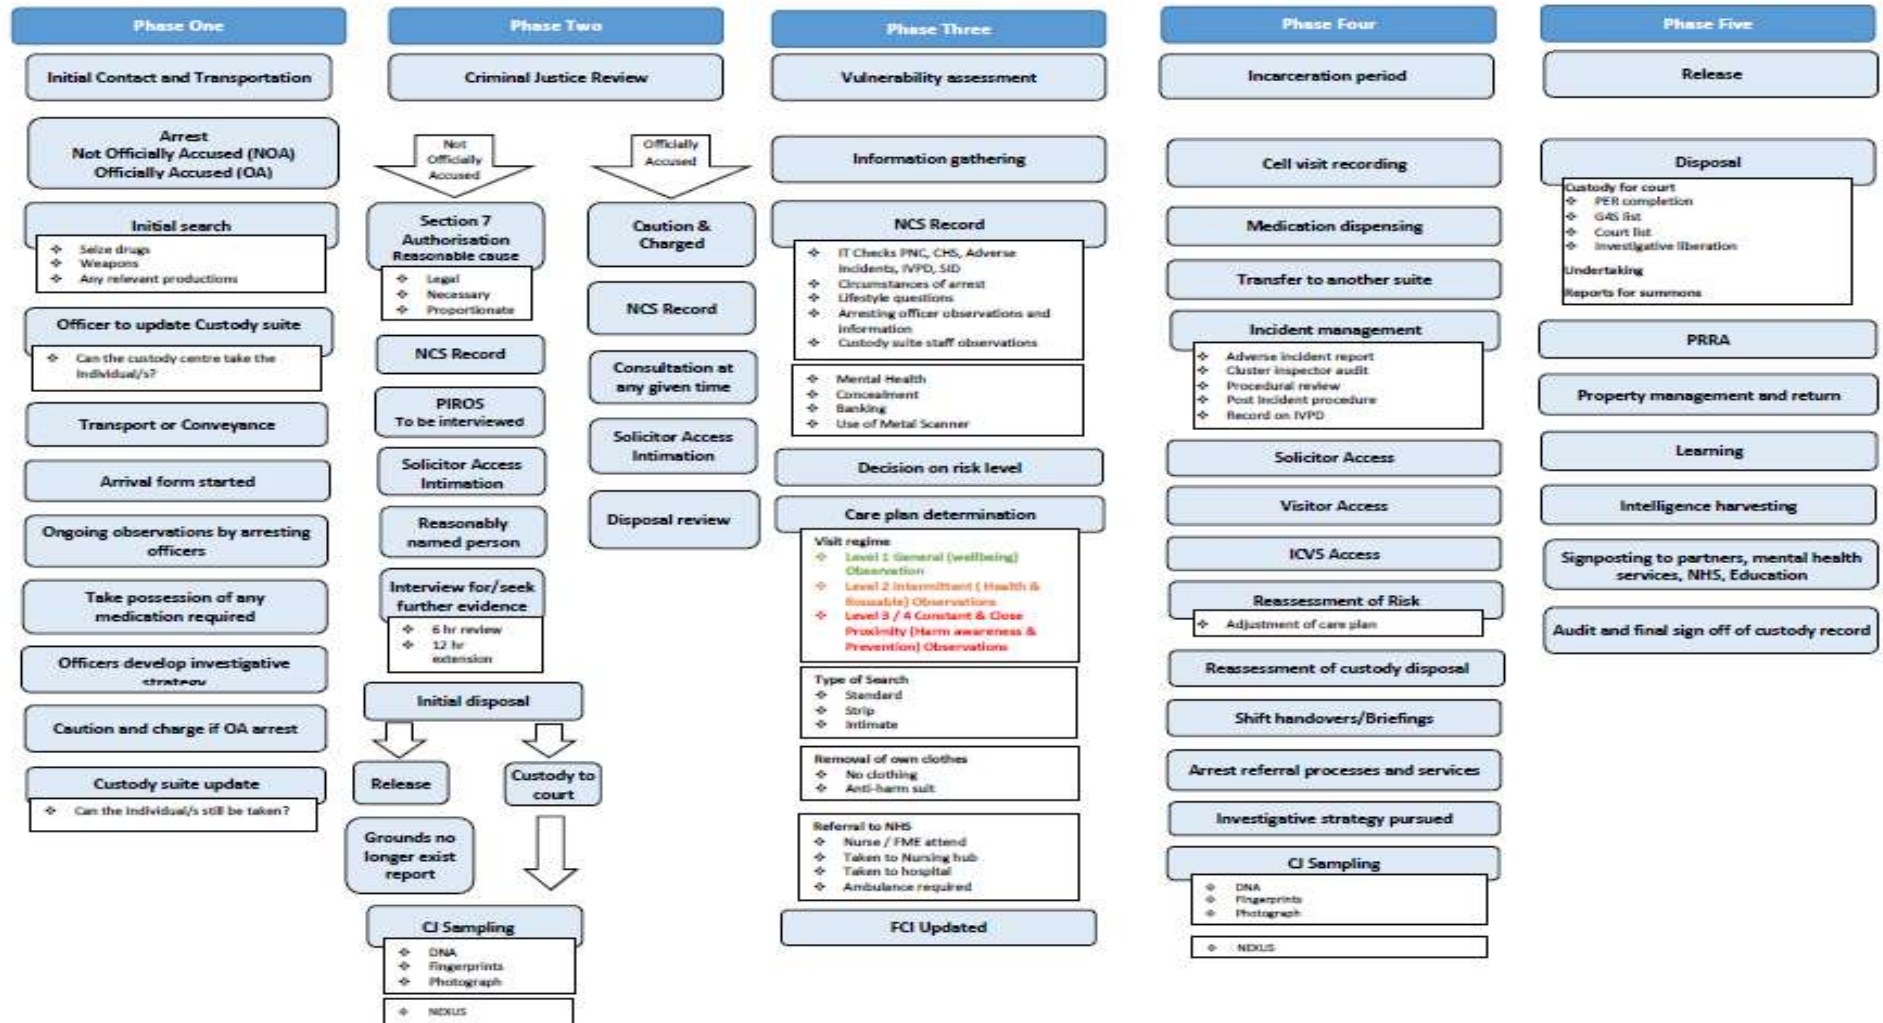 Phase One
Initial Contact and Transportation
Arrest
Not Officially Accused (NOA)
Officially Accused (OA)
Initial search
❖ Seize drugs
❖ Weapons
❖ Any relevant productions
Officer to update Custody suite
❖ Can the custody centre take the
individual/s?
Transport or Conveyance
Arrival form started
Ongoing observations by arresting
officers
Take possession of any
medication required
Officers develop investigative
strategy
Caution and charge if OA arrest
Custody suite update
❖ Can the individual/s still be taken?
Phase Two
Criminal Justice Review
Not
Officially
Accused
Section 7
Authorisation
Reasonable cause
❖ Legal
❖ Necessary
❖ Proportionate
NCS Record
PIROS
To be interviewed
Solicitor Access
Intimation
Reasonably
named person
Interview for/seek
further evidence
❖ 6 hr review
❖ 12 hr
extension
Initial disposal
Release
Custody to
court
Grounds no
longer exist
report
CJ Sampling
❖ DNA
❖ Fingerprints
❖ Photograph
❖ NEXUS
Officially
Accused
Caution &
Charged
NCS Record
Consultation at
any given time
Solicitor Access
Intimation
Disposal review
Phase Three
Vulnerability assessment
Information gathering
NCS Record
❖ IT Checks PNC, CHS, Adverse
Incidents, IVPD, SID
❖ Circumstances of arrest
❖ Lifestyle questions
❖ Arresting officer observations and
information
❖ Custody suite staff observations
❖ Mental Health
❖ Concealment
❖ Banking
❖ Use of Metal Scanner
Decision on risk level
Care plan determination
Visit regime
❖ Level 1 General (wellbeing)
Observation
❖ Level 2 Intermittent ( Health &
Rousable) Observations
❖ Level 3 / 4 Constant & Close
Proximity (Harm awareness &
Prevention) Observations
Type of Search
❖ Standard
❖ Strip
❖ Intimate
Removal of own clothes
❖ No clothing
❖ Anti-harm suit
Referral to NHS
❖ Nurse / FME attend
❖ Taken to Nursing hub
❖ Taken to hospital
❖ Ambulance required
FCI Updated
Phase Four
Incarceration period
Cell visit recording
Medication dispensing
Transfer to another suite
Incident management
❖ Adverse incident report
❖ Cluster inspector audit
❖ Procedural review
❖ Post Incident procedure
❖ Record on IVPD
Solicitor Access
Visitor Access
ICVS Access
Reassessment of Risk
❖ Adjustment of care plan
Reassessment of custody disposal
Shift handovers/Briefings
Arrest referral processes and services
Investigative strategy pursued
CJ Sampling
❖ DNA
❖ Fingerprints
❖ Photograph
❖ NEXUS
Phase Five
Release
Disposal
Custody for court
❖ PER completion
❖ G4S list
❖ Court list
❖ Investigative liberation
Undertaking
Reports for summons
PRRA
Property management and return
Learning
Intelligence harvesting
Signposting to partners, mental health
services, NHS, Education
Audit and final sign off of custody record